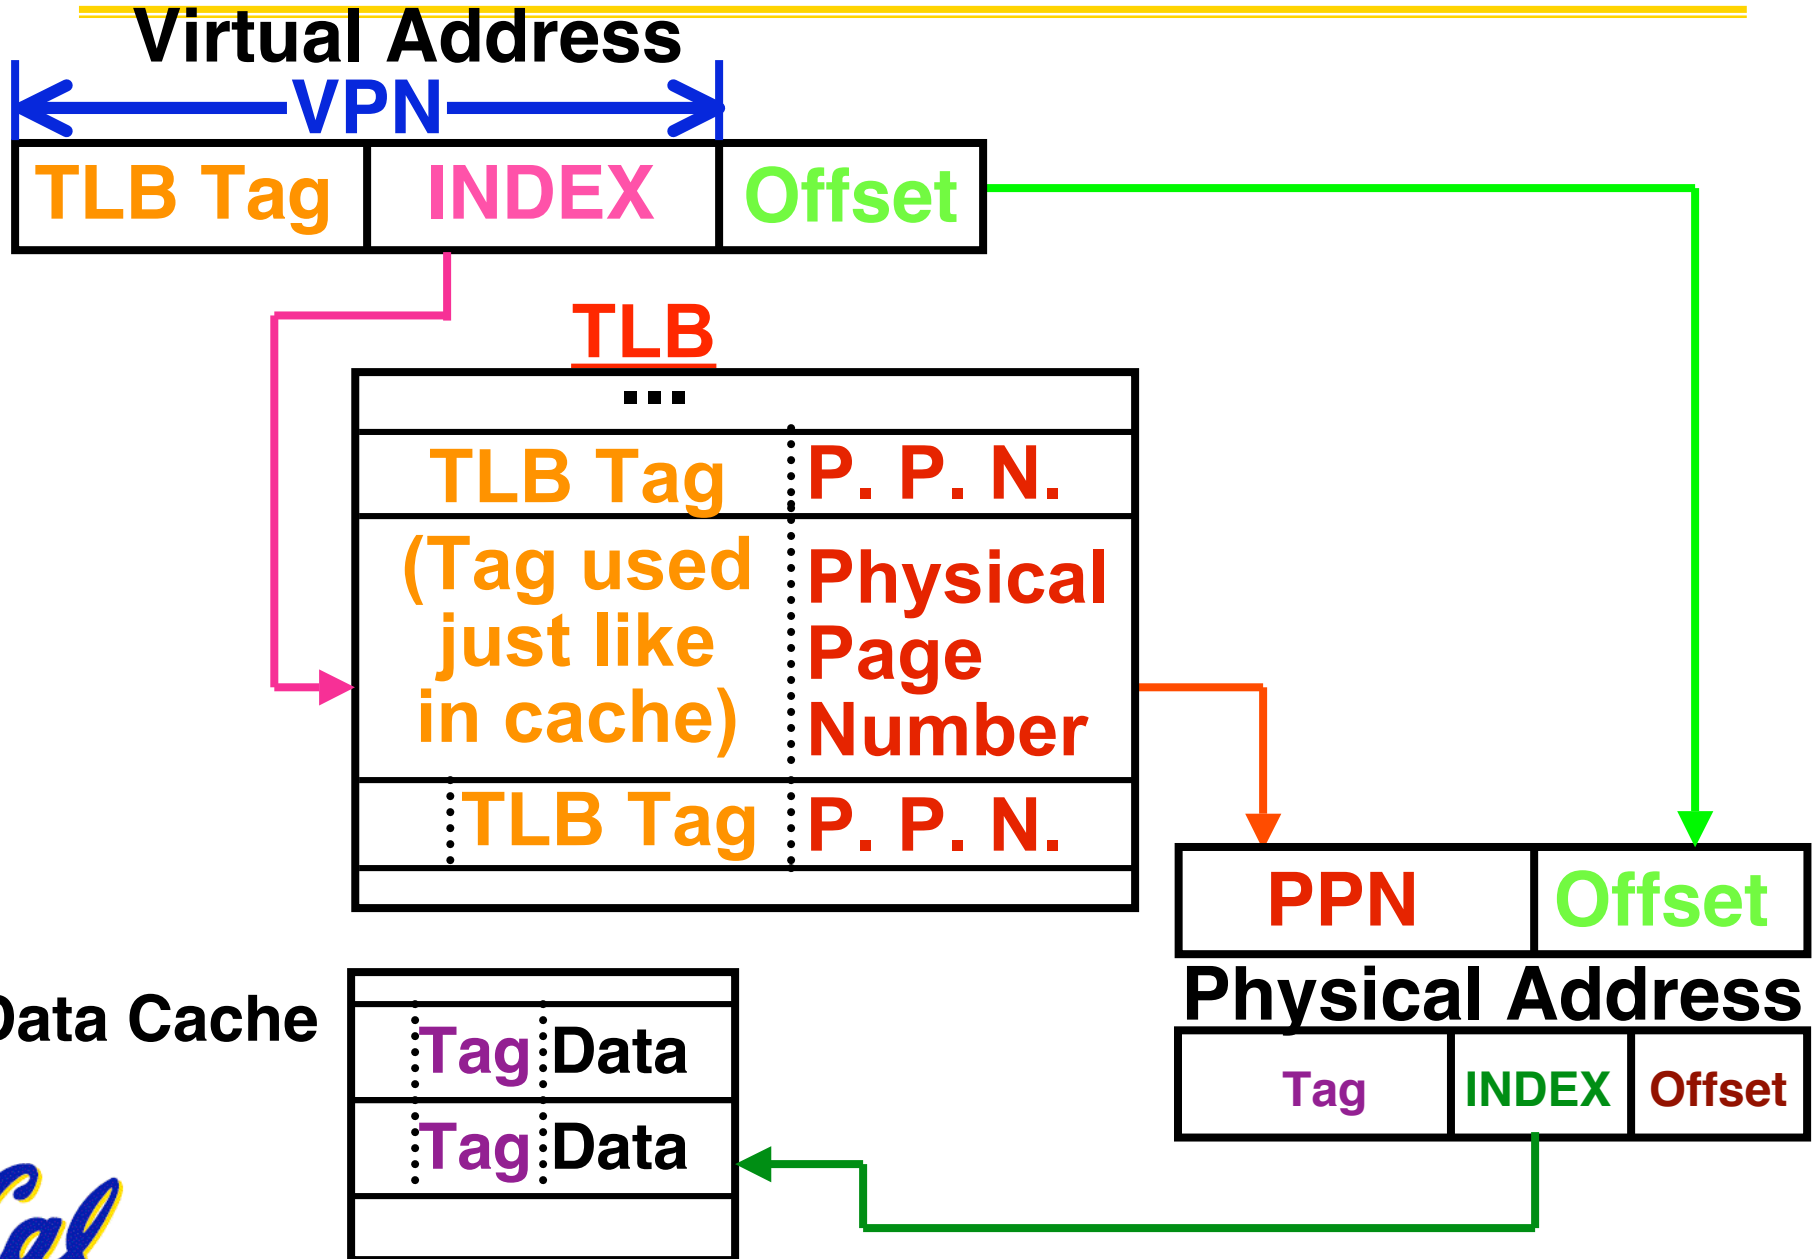 Virtual Address
VPN
TLB Tag INDEX Offset
TLB
...
TLB Tag P. P. N.
(Tag used
just like
in cache)
Physical
Page
Number
TLB Tag P. P. N.
PPN Offset
Physical Address
Tag INDEX Offset
Data Cache
Tag Data
Tag Data
Cal